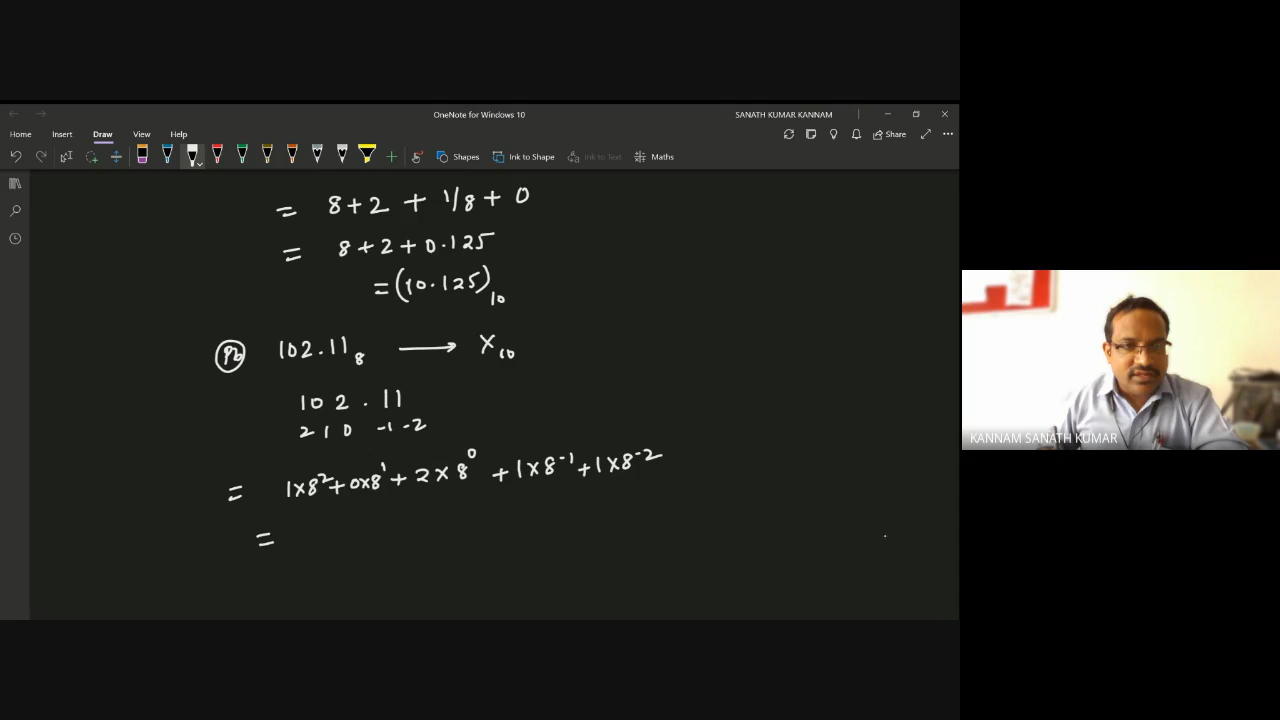 OneNote for Windows 10
SANATH KUMAR KANNAM
Home Insert Draw View Help
Share
Shapes Ink to Shape Ink to Text Maths
= 8+2 + 1/8 + 0
= 8+2+0.125
=(10.125)₁₀
Pb 102.11₈ ⟶ X₁₀
102.11
2 1 0 -1 -2
= 1×8²+0×8¹+2×8⁰+1×8⁻¹+1×8⁻²
=
KANNAM SANATH KUMAR